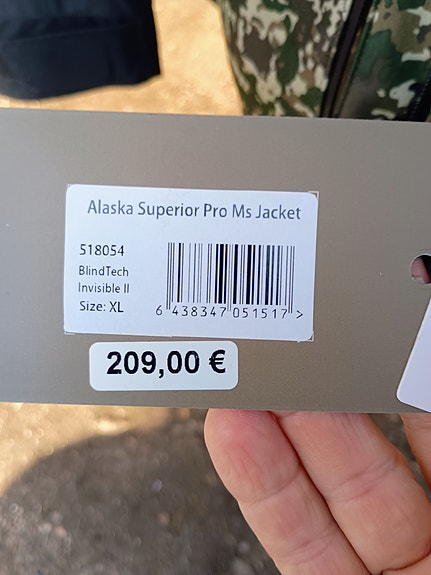 Alaska Superior Pro Ms Jacket
518054
BlindTech
Invisible II
Size: XL
6 438347 051517 >
209,00 €